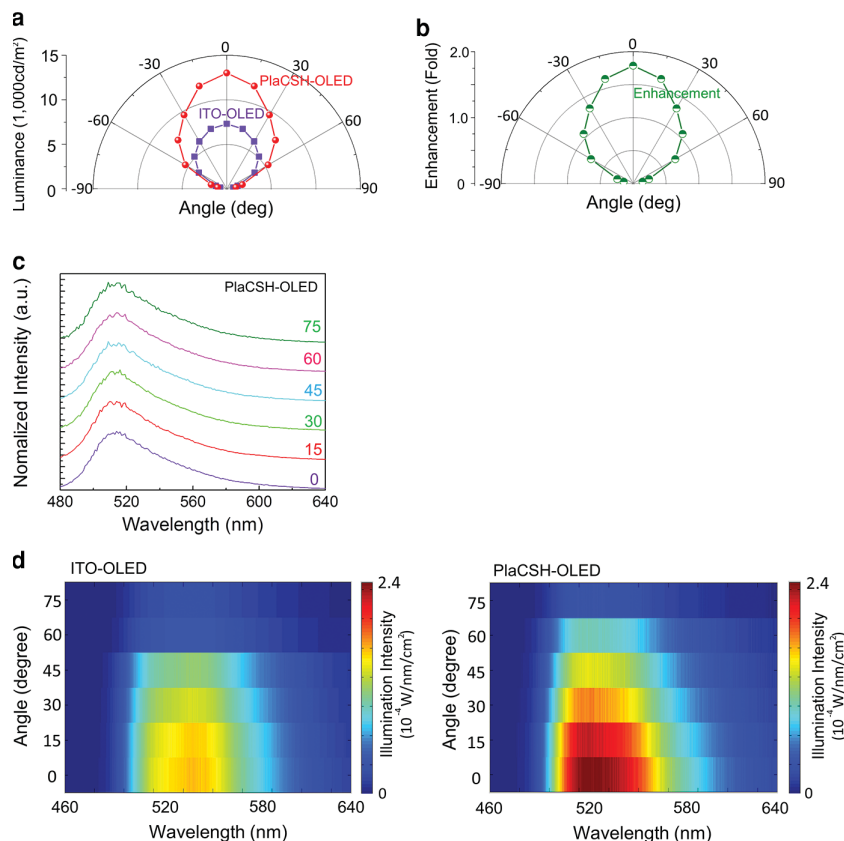 a
Luminance (1,000cd/m²)
15
10
5
0
-90
-60
-30
0
30
60
90
PlaCSH-OLED
ITO-OLED
Angle (deg)
b
Enhancement (Fold)
2.0
1.0
0
-90
-60
-30
0
30
60
90
Enhancement
Angle (deg)
c
Nomalized Intensity (a.u.)
PlaCSH-OLED
75
60
45
30
15
0
480 520 560 600 640
Wavelength (nm)
d
ITO-OLED
Angle (degree)
75
60
45
30
15
0
460 520 580 640
Wavelength (nm)
2.4
0
Illumination Intensity
(10⁻⁴ W/nm/cm²)
PlaCSH-OLED
Angle (degree)
75
60
45
30
15
0
460 520 580 640
Wavelength (nm)
2.4
0
Illumination Intensity
(10⁻⁴ W/nm/cm²)